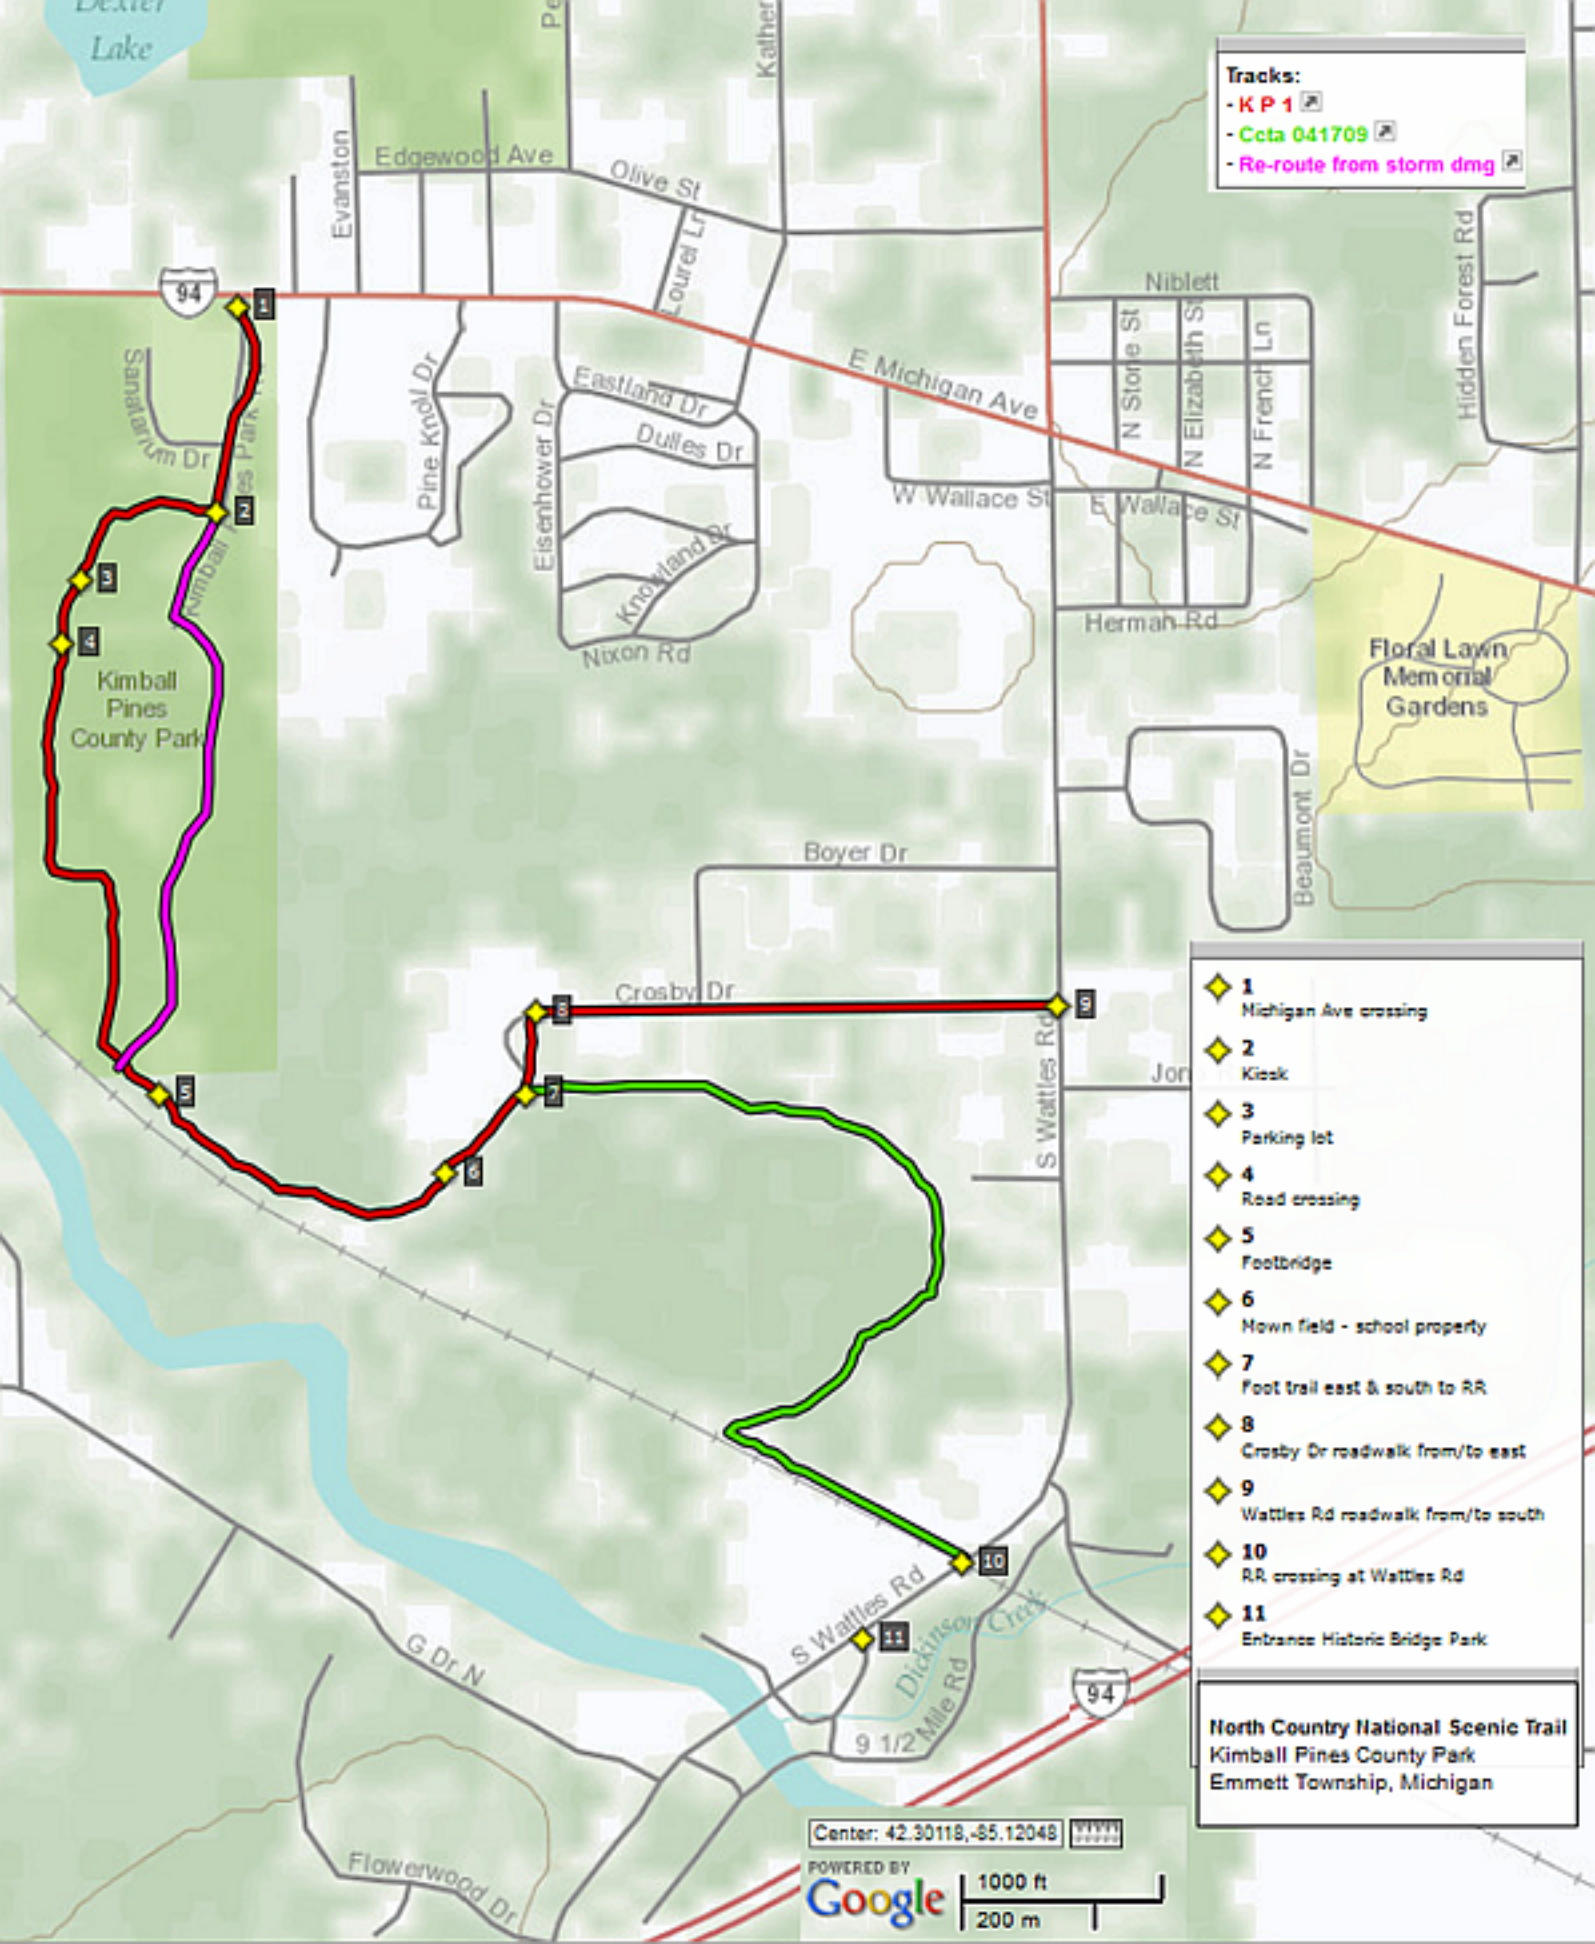 Dexter
Lake
Pe
Kather
Tracks:
- K P 1
- Ccta 041709
- Re-route from storm dmg
Evanston
Edgewood Ave
Olive St
Lourel Ln
Hidden Forest Rd
Niblett
94
1
Sanatarium Dr
Pine Knoll Dr
Eisenhower Dr
Eastland Dr
Dulles Dr
E Michigan Ave
N Stone St
N Elizabeth St
N French Ln
W Wallace St
E Wallace St
2
Kimball
es Park
3
Knowland Dr
Herman Rd
4
Nixon Rd
Floral Lawn
Memorial
Gardens
Kimball
Pines
County Park
Beaumont Dr
Boyer Dr
Crosby Dr
8
9
S Wattles Rd
Jon
5
7
6
1
Michigan Ave crossing
2
Kiosk
3
Parking lot
4
Road crossing
5
Footbridge
6
Mown field - school property
7
Foot trail east & south to RR
8
Crosby Dr roadwalk from/to east
9
Wattles Rd roadwalk from/to south
10
RR crossing at Wattles Rd
11
Entrance Historic Bridge Park
10
S Wattles Rd
11
Dickinson Creek
G Dr N
9 1/2 Mile Rd
94
North Country National Scenic Trail
Kimball Pines County Park
Emmett Township, Michigan
Flowerwood Dr
Center: 42.30118,-85.12048
POWERED BY
Google
1000 ft
200 m